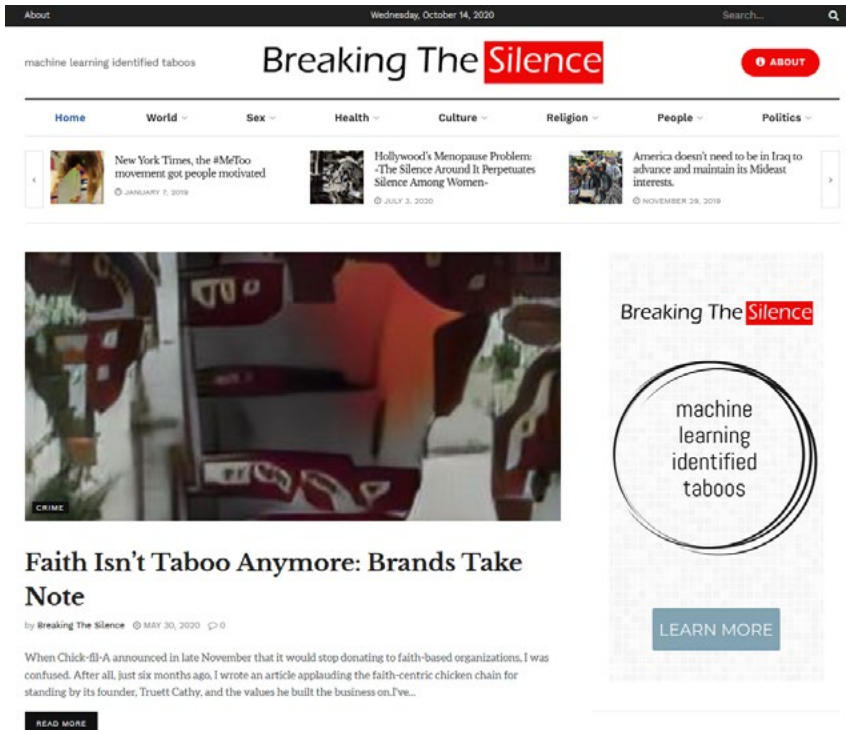 About
Wednesday, October 14, 2020
Search...
machine learning identified taboos
Breaking The Silence
ABOUT
Home
World
Sex
Health
Culture
Religion
People
Politics
New York Times, the #MeToo
movement got people motivated
JANUARY 7, 2019
Hollywood's Menopause Problem:
«The Silence Around It Perpetuates
Silence Among Women»
JULY 3, 2020
America doesn't need to be in Iraq to
advance and maintain its Mideast
interests.
NOVEMBER 29, 2019
CRIME
Faith Isn't Taboo Anymore: Brands Take
Note
by Breaking The Silence MAY 30, 2020 0
When Chick-fil-A announced in late November that it would stop donating to faith-based organizations, I was
confused. After all, just six months ago, I wrote an article applauding the faith-centric chicken chain for
standing by its founder, Truett Cathy, and the values he built the business on.I've...
READ MORE
Breaking The Silence
machine
learning
identified
taboos
LEARN MORE